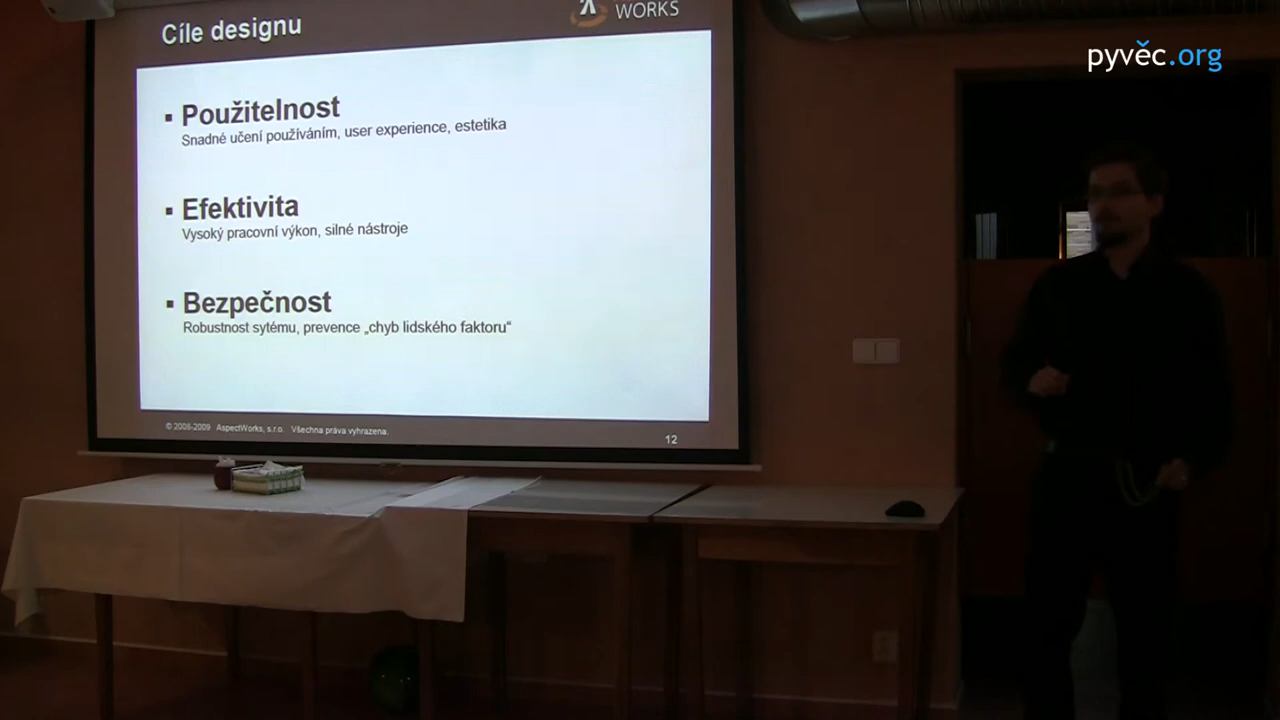 Cíle designu
WORKS
pyvěc.org
▪ Použitelnost
Snadné učení používáním, user experience, estetika
▪ Efektivita
Vysoký pracovní výkon, silné nástroje
▪ Bezpečnost
Robustnost sytému, prevence „chyb lidského faktoru“
© 2006-2009 AspectWorks, s.r.o. Všechna práva vyhrazena.
12